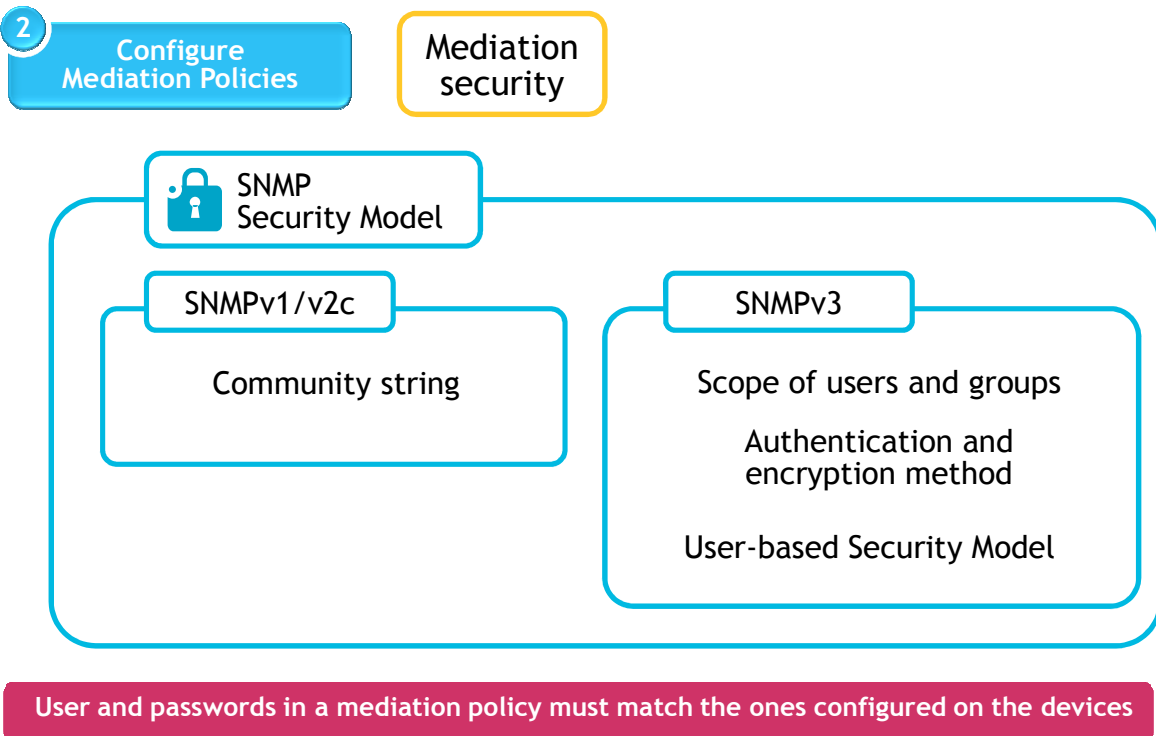 2
Configure
Mediation Policies
Mediation
security
SNMP
Security Model
SNMPv1/v2c
Community string
SNMPv3
Scope of users and groups
Authentication and
encryption method
User-based Security Model
User and passwords in a mediation policy must match the ones configured on the devices